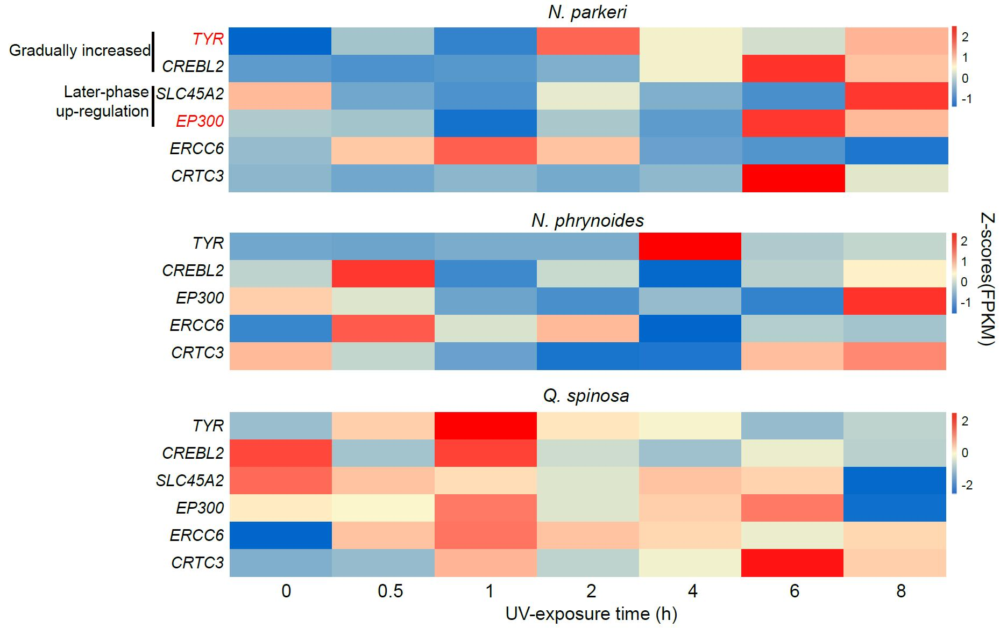 N. parkeri
Gradually increased
TYR
CREBL2
Later-phase
up-regulation
SLC45A2
EP300
ERCC6
CRTC3
2
1
0
-1
N. phrynoides
TYR
CREBL2
EP300
ERCC6
CRTC3
2
1
0
-1
Z-scores(FPKM)
Q. spinosa
TYR
CREBL2
SLC45A2
EP300
ERCC6
CRTC3
2
0
-2
0 0.5 1 2 4 6 8
UV-exposure time (h)